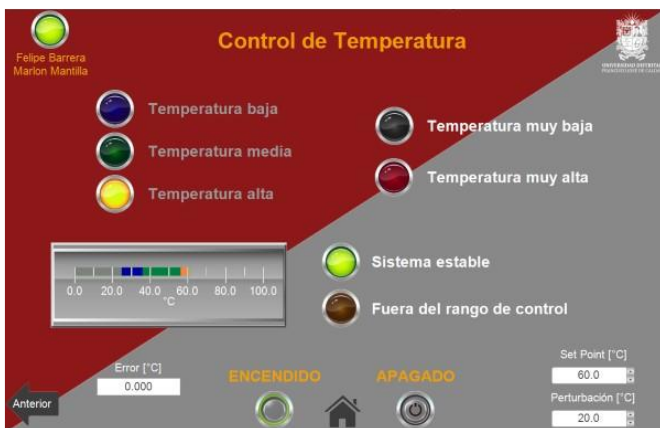 Control de Temperatura
Felipe Barrera
Marlon Mantilla
UNIVERSIDAD DISTRITAL
Temperatura baja
Temperatura media
Temperatura alta
Temperatura muy baja
Temperatura muy alta
0.0 20.0 40.0 60.0 80.0 100.0
°C
Sistema estable
Fuera del rango de control
Error [°C]
0.000
ENCENDIDO
APAGADO
Set Point [°C]
60.0
Perturbación [°C]
20.0
Anterior